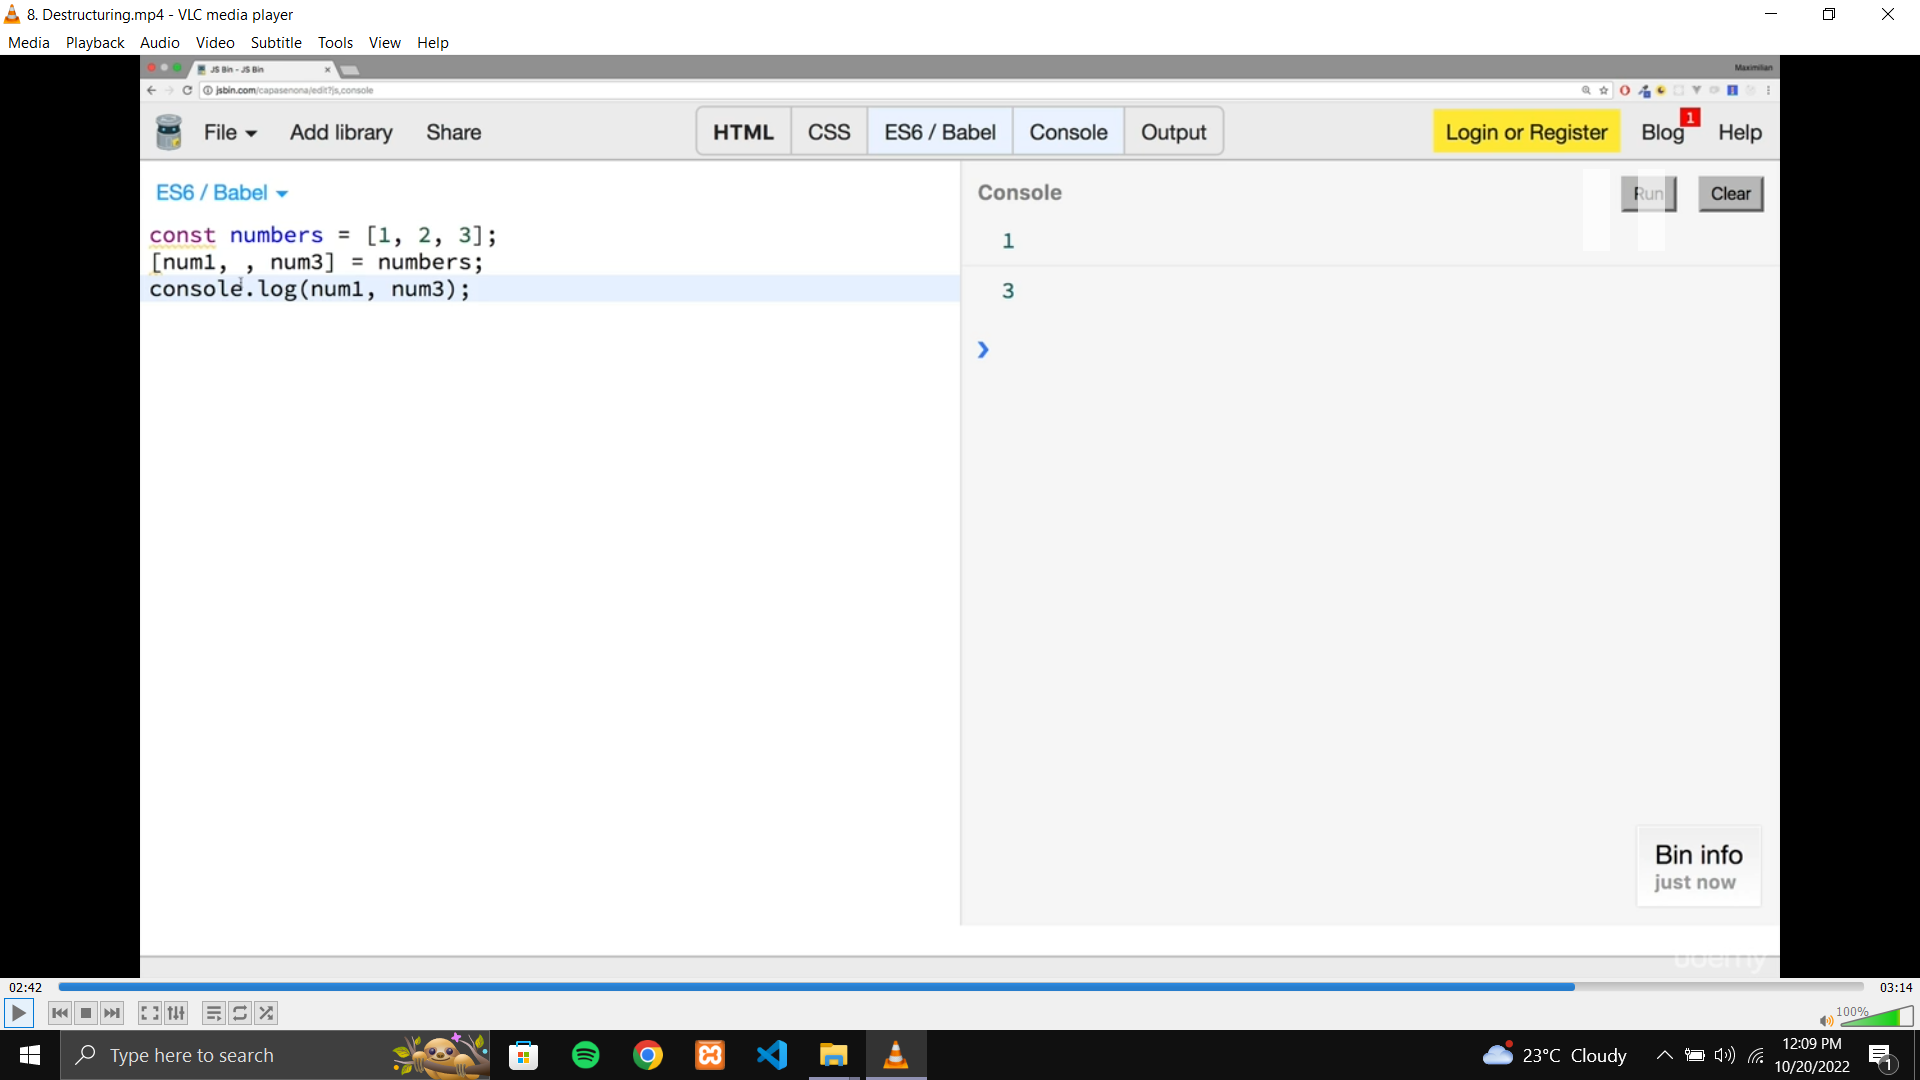 8. Destructuring.mp4 - VLC media player
Media Playback Audio Video Subtitle Tools View Help
JS Bin - JS Bin
Maximilian
jsbin.com/capasenona/edit?js,console
File Add library Share HTML CSS ES6 / Babel Console Output Login or Register Blog 1 Help
ES6 / Babel
const numbers = [1, 2, 3];
[num1, , num3] = numbers;
console.log(num1, num3);
Console
Run Clear
1
3
Bin info
just now
udemy
02:42
03:14
100%
Type here to search
23°C Cloudy
12:09 PM
10/20/2022
1